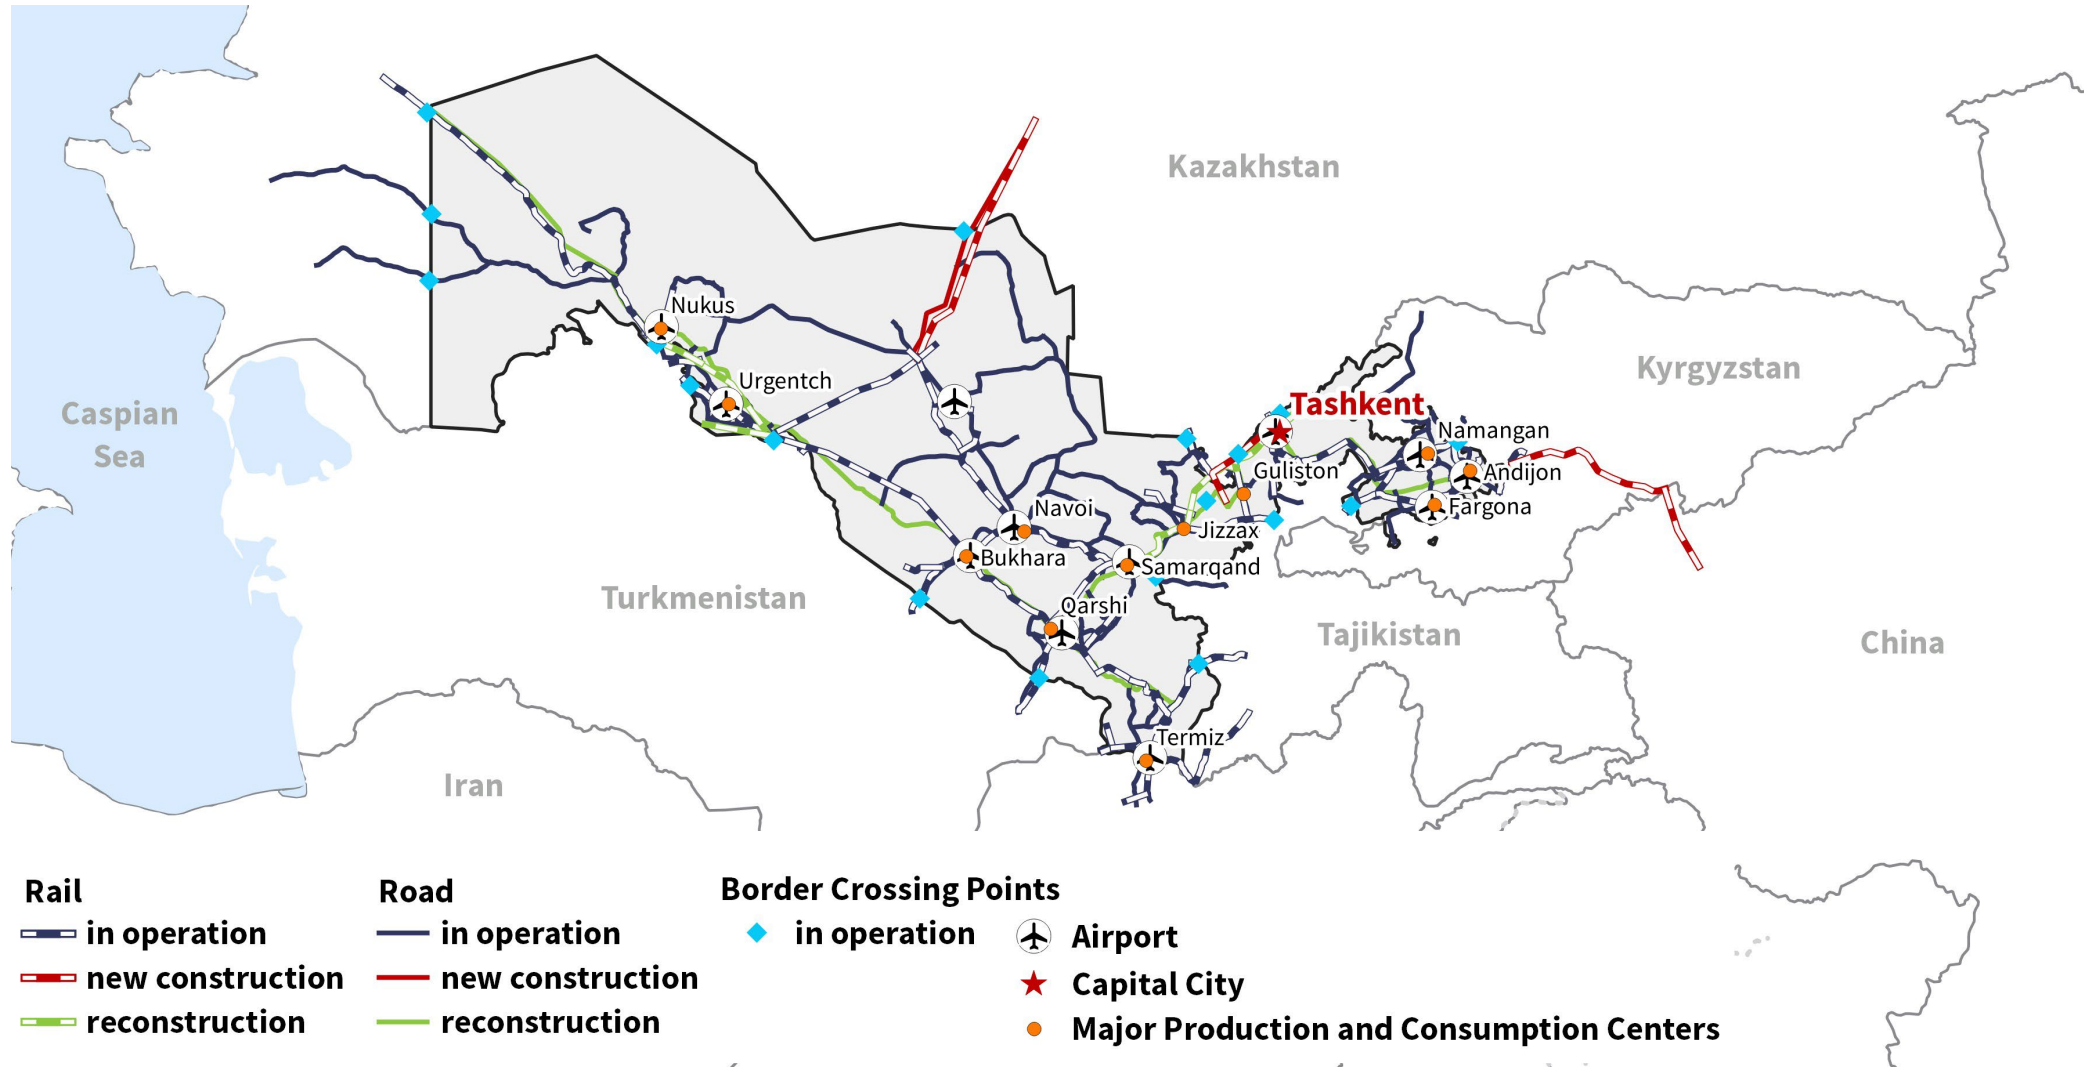 Kazakhstan
Kyrgyzstan
Nukus
Urgentch
Tashkent
Caspian
Sea
Namangan
Guliston
Andijon
Navoi
Fargona
Jizzax
Bukhara
Samarqand
Turkmenistan
Qarshi
Tajikistan
China
Termiz
Iran
Rail
in operation
new construction
reconstruction
Road
in operation
new construction
reconstruction
Border Crossing Points
in operation
Airport
Capital City
Major Production and Consumption Centers